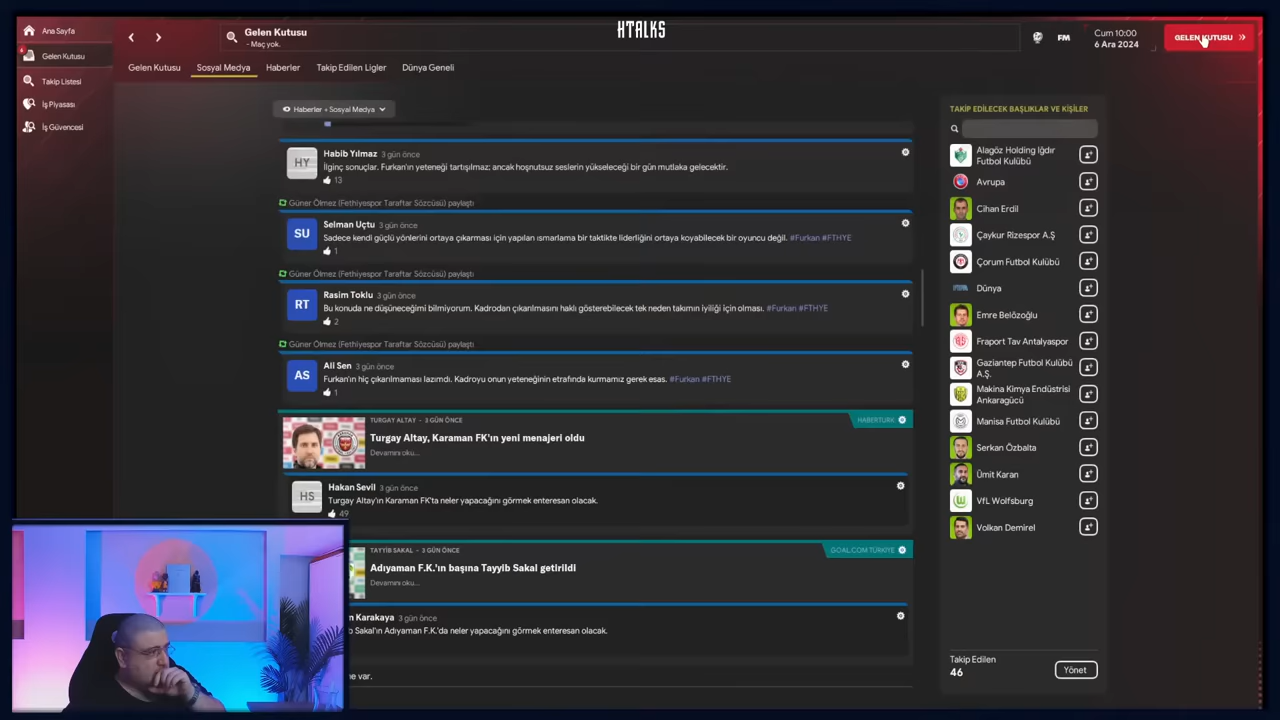 HTALKS
Ana Sayfa
Gelen Kutusu
Takip Listesi
İş Piyasası
İş Güvencesi
Gelen Kutusu
- Maç yok.
FM
Cum 10:00
6 Ara 2024
GELEN KUTUSU
Gelen Kutusu
Sosyal Medya
Haberler
Takip Edilen Ligler
Dünya Geneli
Haberler + Sosyal Medya
HY
Habib Yılmaz 3 gün önce
İlginç sonuçlar. Furkan'ın yeteneği tartışılmaz; ancak hoşnutsuz seslerin yükseleceği bir gün mutlaka gelecektir.
13
Güner Ölmez (Fethiyespor Taraftar Sözcüsü) paylaştı
SU
Selman Uçtu 3 gün önce
Sadece kendi güçlü yönlerini ortaya çıkarması için yapılan ısmarlama bir taktikte liderliğini ortaya koyabilecek bir oyuncu değil. #Furkan #FTHYE
1
Güner Ölmez (Fethiyespor Taraftar Sözcüsü) paylaştı
RT
Rasim Toklu 3 gün önce
Bu konuda ne düşüneceğimi bilmiyorum. Kadrodan çıkarılmasını haklı gösterebilecek tek neden takımın iyiliği için olması. #Furkan #FTHYE
2
Güner Ölmez (Fethiyespor Taraftar Sözcüsü) paylaştı
AS
Ali Sen 3 gün önce
Furkan'ın hiç çıkarılmaması lazımdı. Kadroyu onun yeteneğinin etrafında kurmamız gerek esas. #Furkan #FTHYE
1
TURGAY ALTAY - 3 GÜN ÖNCE
HABERTÜRK
Turgay Altay, Karaman FK'ın yeni menajeri oldu
Devamını oku...
HS
Hakan Sevil 3 gün önce
Turgay Altay'ın Karaman FK'ta neler yapacağını görmek enteresan olacak.
49
TAYYİB SAKAL - 3 GÜN ÖNCE
GOAL.COM TÜRKİYE
Adıyaman F.K.'ın başına Tayyib Sakal getirildi
Devamını oku...
n Karakaya 3 gün önce
b Sakal'ın Adıyaman F.K.'da neler yapacağını görmek enteresan olacak.
ne var.
TAKİP EDİLECEK BAŞLIKLAR VE KİŞİLER
Alagöz Holding Iğdır
Futbol Kulübü
Avrupa
Cihan Erdil
Çaykur Rizespor A.Ş
Çorum Futbol Kulübü
Dünya
Emre Belözoğlu
Fraport Tav Antalyaspor
Gaziantep Futbol Kulübü
A.Ş.
Makina Kimya Endüstrisi
Ankaragücü
Manisa Futbol Kulübü
Serkan Özbalta
Ümit Karan
VfL Wolfsburg
Volkan Demirel
Takip Edilen
46
Yönet